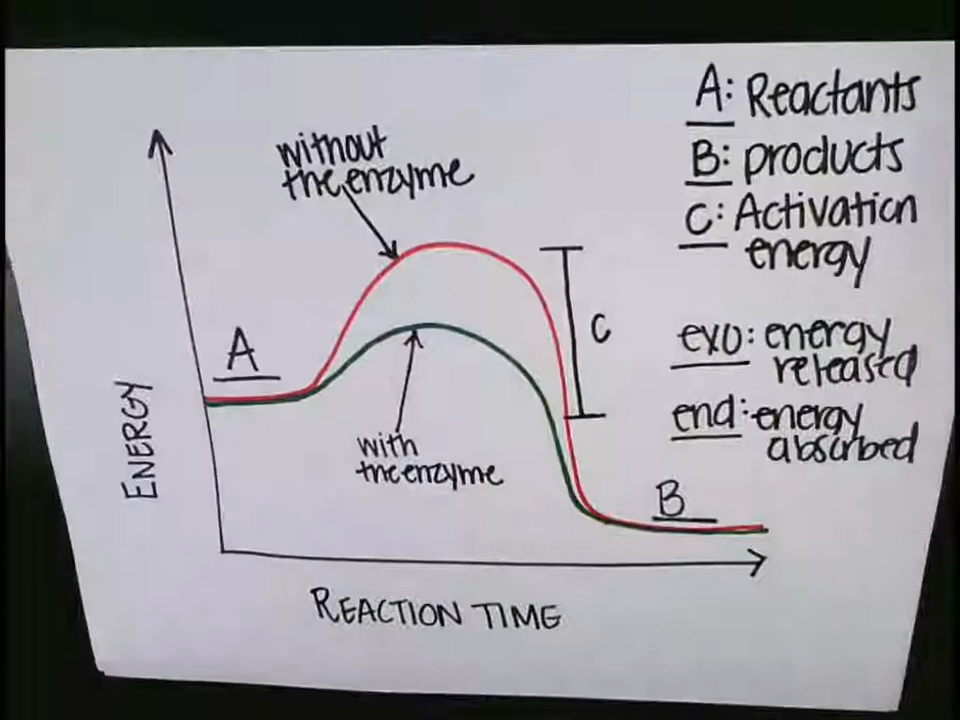 without
the enzyme
A: Reactants
B: products
C: Activation
energy
A
C
exo: energy
released
end: energy
absorbed
with
the enzyme
ENERGY
B
REACTION TIME